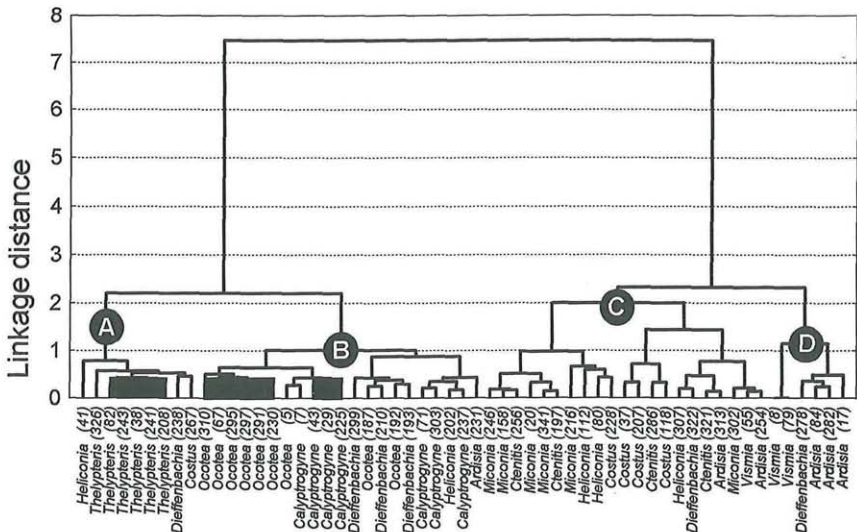 8
7
6
5
4
3
2
1
0
Linkage distance
A
B
C
D
Heliconia (41)
Thelypteris (326)
Thelypteris (82)
Thelypteris (243)
Thelypteris (38)
Thelypteris (241)
Thelypteris (208)
Dieffenbachia (238)
Costus (267)
Ocotea (310)
Ocotea (67)
Ocotea (295)
Ocotea (297)
Ocotea (291)
Ocotea (230)
Ocotea (5)
Calyptrogyne (7)
Calyptrogyne (43)
Calyptrogyne (29)
Calyptrogyne (225)
Dieffenbachia (299)
Ocotea (187)
Dieffenbachia (210)
Ocotea (192)
Dieffenbachia (193)
Calyptrogyne (71)
Calyptrogyne (303)
Heliconia (202)
Calyptrogyne (237)
Ardisia (231)
Miconia (246)
Miconia (158)
Ctenitis (256)
Miconia (20)
Miconia (341)
Ctenitis (197)
Miconia (216)
Heliconia (112)
Heliconia (80)
Costus (228)
Costus (37)
Costus (207)
Ctenitis (286)
Costus (118)
Heliconia (307)
Dieffenbachia (322)
Ctenitis (321)
Ardisia (313)
Miconia (302)
Vismia (55)
Ardisia (254)
Vismia (8)
Vismia (79)
Dieffenbachia (278)
Ardisia (84)
Ardisia (282)
Ardisia (17)